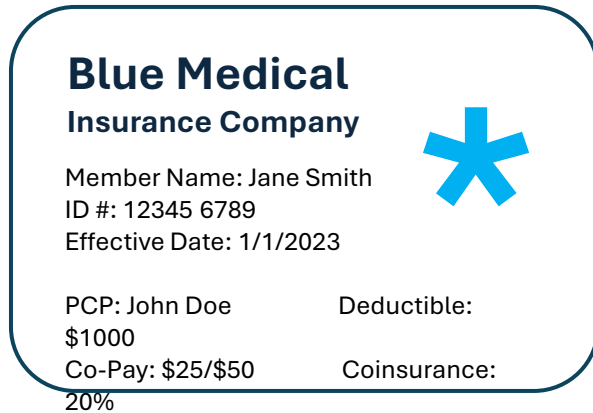 Blue Medical
Insurance Company
Member Name: Jane Smith
ID #: 12345 6789
Effective Date: 1/1/2023
PCP: John Doe Deductible:
$1000
Co-Pay: $25/$50 Coinsurance:
20%